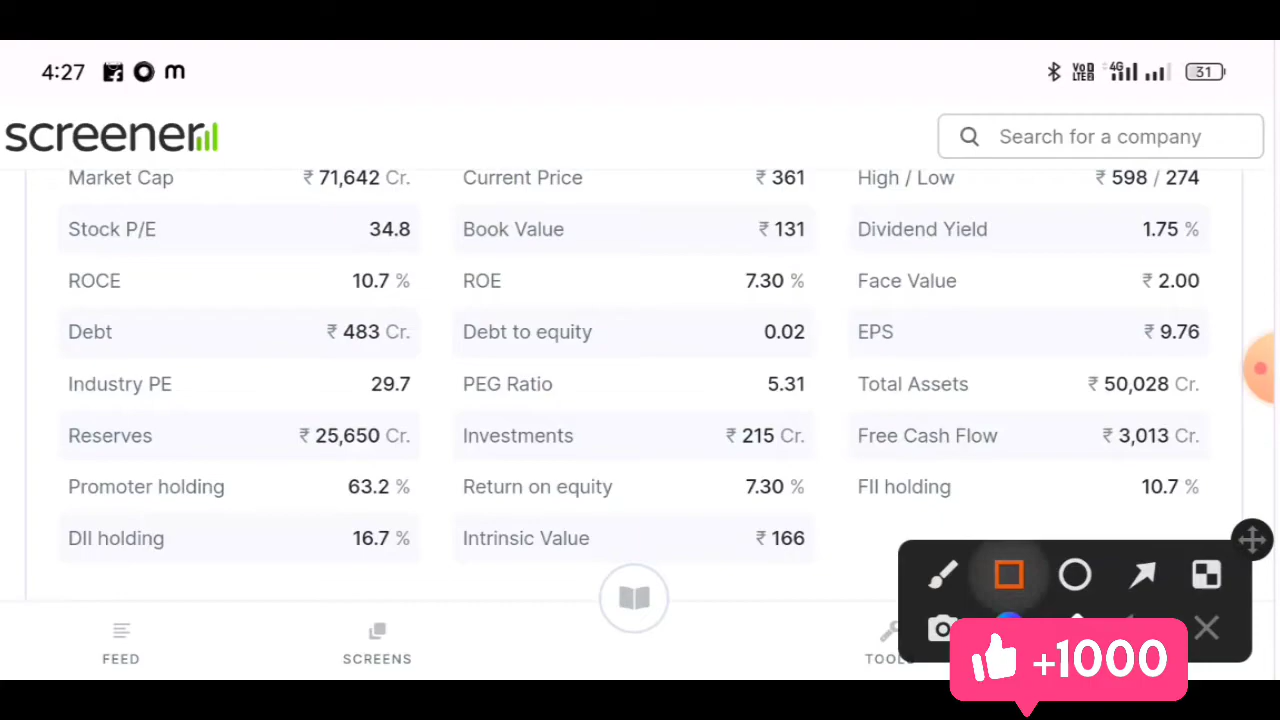 4:27 m VoD LTE2 4G 31
screener Search for a company
Market Cap ₹ 71,642 Cr. Current Price ₹ 361 High / Low ₹ 598 / 274
Stock P/E 34.8 Book Value ₹ 131 Dividend Yield 1.75 %
ROCE 10.7 % ROE 7.30 % Face Value ₹ 2.00
Debt ₹ 483 Cr. Debt to equity 0.02 EPS ₹ 9.76
Industry PE 29.7 PEG Ratio 5.31 Total Assets ₹ 50,028 Cr.
Reserves ₹ 25,650 Cr. Investments ₹ 215 Cr. Free Cash Flow ₹ 3,013 Cr.
Promoter holding 63.2 % Return on equity 7.30 % FII holding 10.7 %
DII holding 16.7 % Intrinsic Value ₹ 166
FEED SCREENS TOOLS
+1000